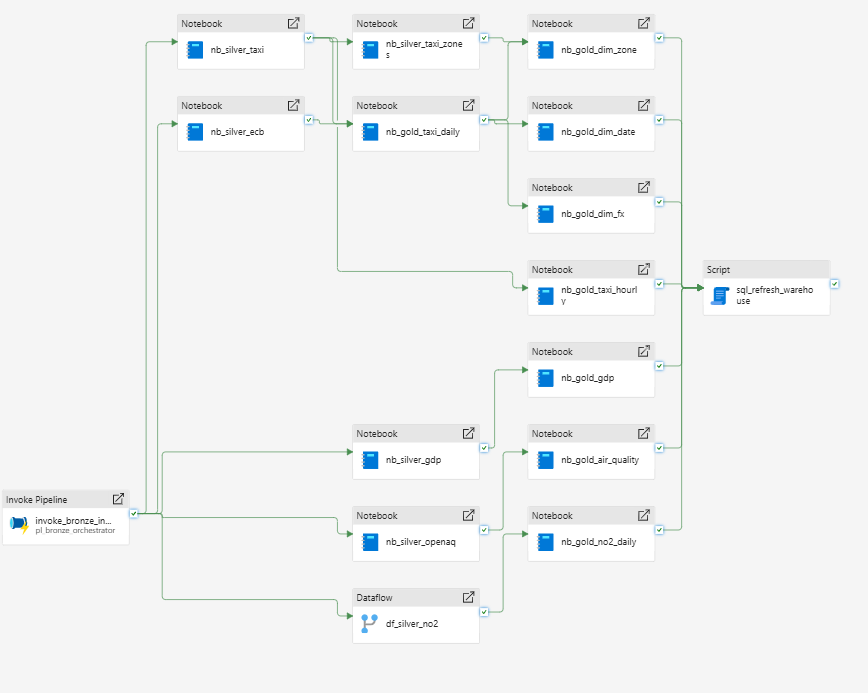 Notebook
nb_silver_taxi
Notebook
nb_silver_taxi_zone
s
Notebook
nb_gold_dim_zone
Notebook
nb_silver_ecb
Notebook
nb_gold_taxi_daily
Notebook
nb_gold_dim_date
Notebook
nb_gold_dim_fx
Notebook
nb_gold_taxi_hourl
y
Script
sql_refresh_wareho
use
Notebook
nb_gold_gdp
Notebook
nb_silver_gdp
Notebook
nb_gold_air_quality
Invoke Pipeline
invoke_bronze_in...
pl_bronze_orchestrator
Notebook
nb_silver_openaq
Notebook
nb_gold_no2_daily
Dataflow
df_silver_no2